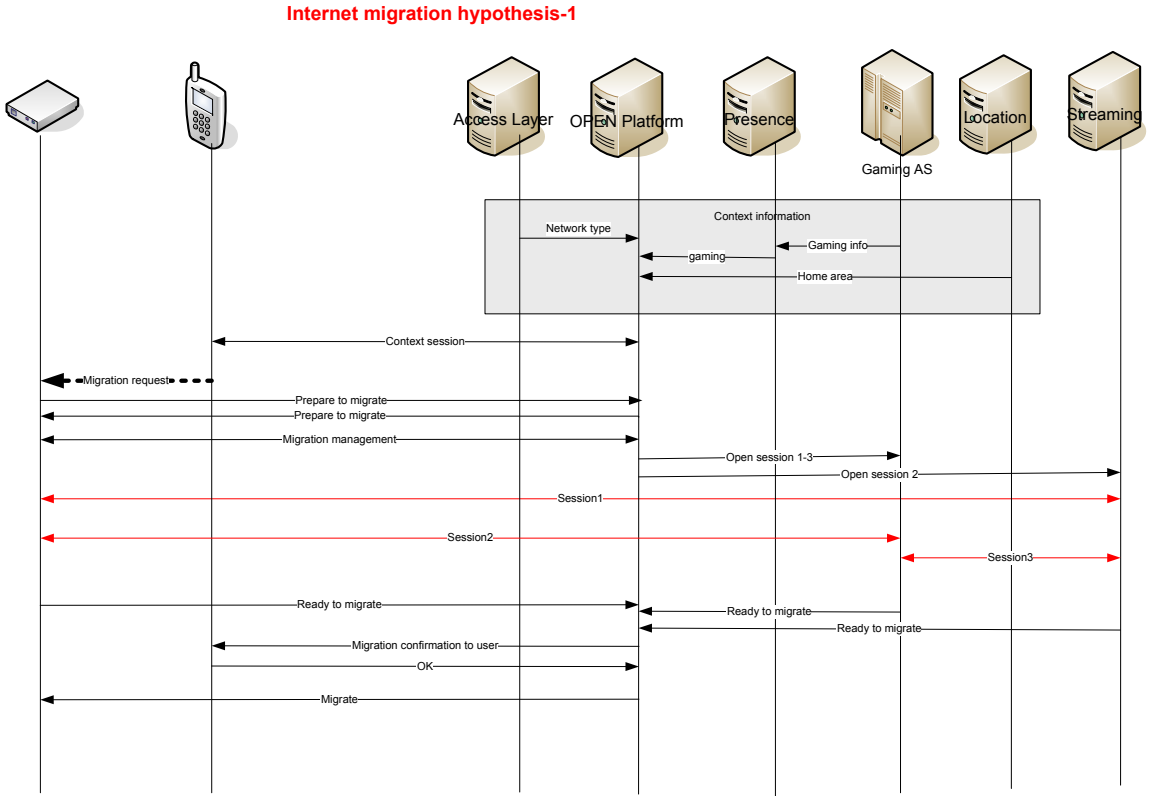 Internet migration hypothesis-1
Access Layer
OPEN Platform
Presence
Gaming AS
Location
Streaming
Context information
Network type
Gaming info
gaming
Home area
Context session
Migration request
Prepare to migrate
Prepare to migrate
Migration management
Open session 1-3
Open session 2
Session1
Session2
Session3
Ready to migrate
Ready to migrate
Ready to migrate
Migration confirmation to user
OK
Migrate